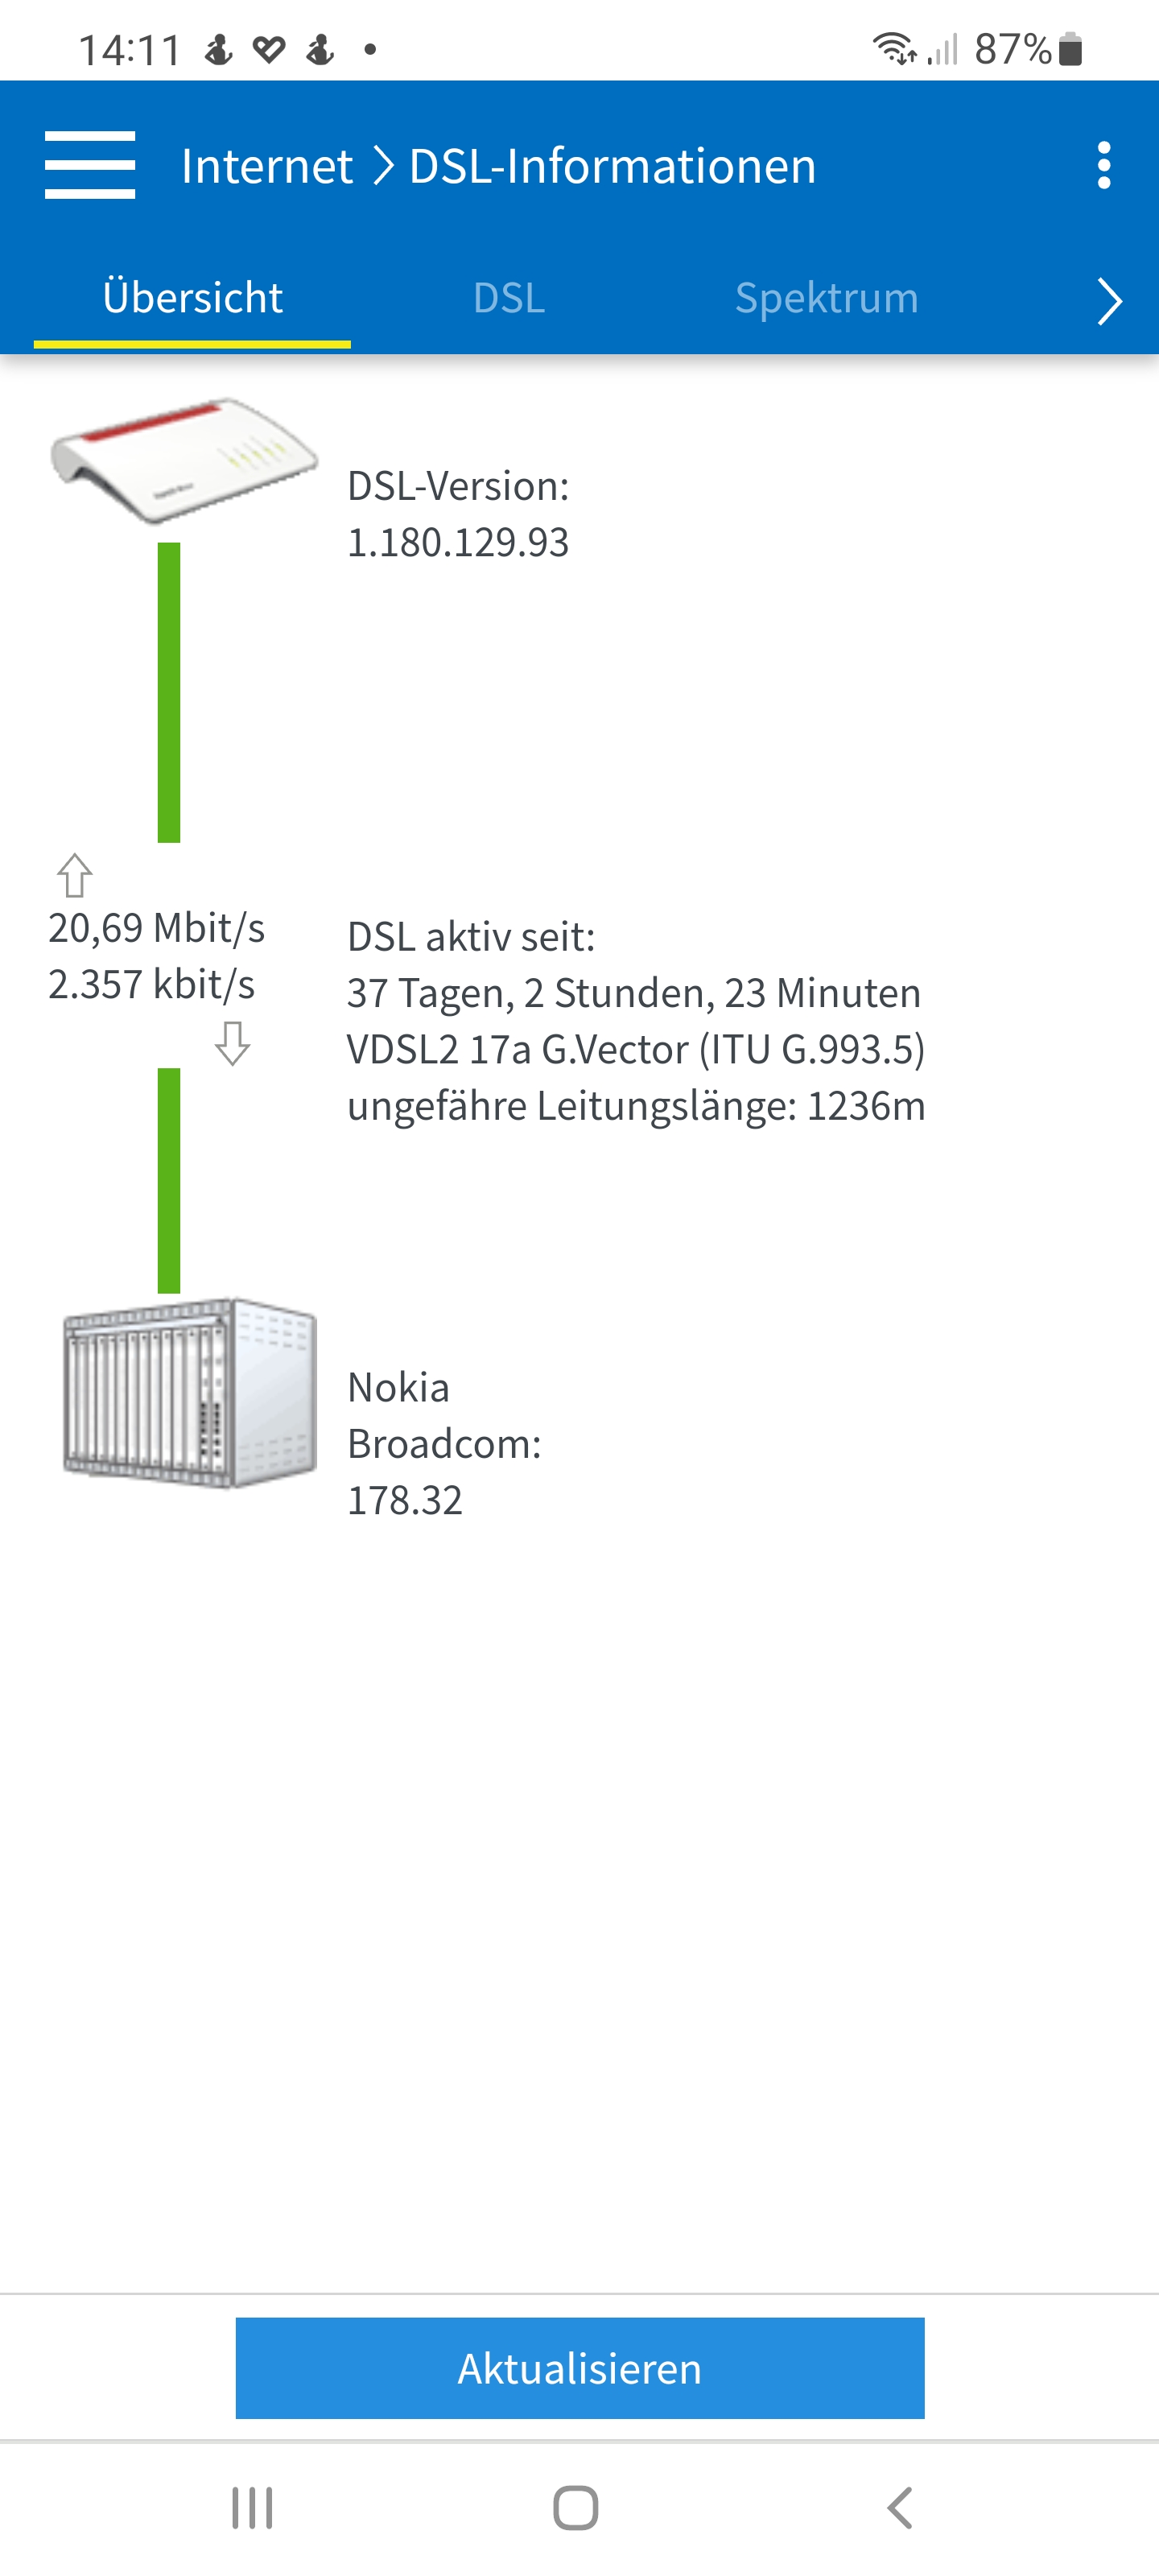 14:11
87%
Internet > DSL-Informationen
Übersicht
DSL
Spektrum
DSL-Version:
1.180.129.93
20,69 Mbit/s
2.357 kbit/s
DSL aktiv seit:
37 Tagen, 2 Stunden, 23 Minuten
VDSL2 17a G.Vector (ITU G.993.5)
ungefähre Leitungslänge: 1236m
Nokia
Broadcom:
178.32
Aktualisieren